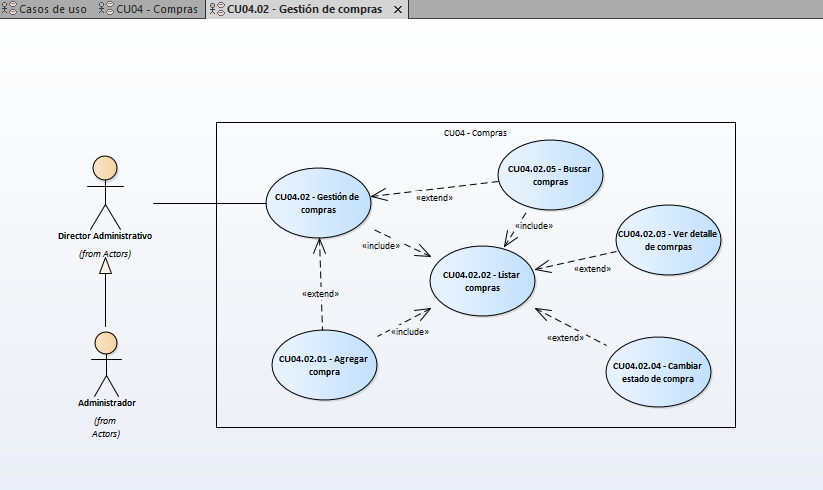 Casos de uso
CU04 - Compras
CU04.02 - Gestión de compras
CU04 - Compras
CU04.02.05 - Buscar
compras
CU04.02 - Gestión de
compras
«extend»
«include»
«include»
Director Administrativo
(from Actors)
CU04.02.03 - Ver detalle
de comrpas
«extend»
CU04.02.02 - Listar
compras
«extend»
«include»
«extend»
CU04.02.01 - Agregar
compra
CU04.02.04 - Cambiar
estado de compra
Administrador
(from
Actors)